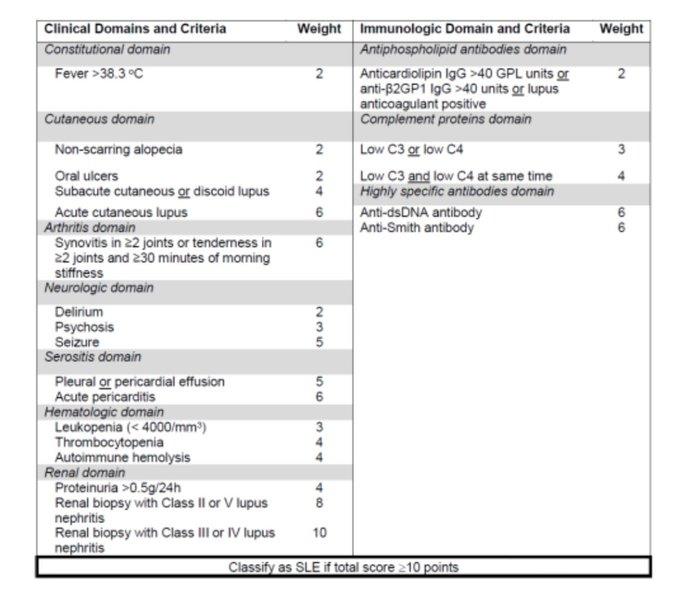 Clinical Domains and Criteria Weight
Constitutional domain
Fever >38.3 ºC 2
Cutaneous domain
Non-scarring alopecia 2
Oral ulcers 2
Subacute cutaneous or discoid lupus 4
Acute cutaneous lupus 6
Arthritis domain
Synovitis in ≥2 joints or tenderness in 6
≥2 joints and ≥30 minutes of morning
stiffness
Neurologic domain
Delirium 2
Psychosis 3
Seizure 5
Serositis domain
Pleural or pericardial effusion 5
Acute pericarditis 6
Hematologic domain
Leukopenia (< 4000/mm³) 3
Thrombocytopenia 4
Autoimmune hemolysis 4
Renal domain
Proteinuria >0.5g/24h 4
Renal biopsy with Class II or V lupus 8
nephritis
Renal biopsy with Class III or IV lupus 10
nephritis
Immunologic Domain and Criteria Weight
Antiphospholipid antibodies domain
Anticardiolipin IgG >40 GPL units or 2
anti-β2GP1 IgG >40 units or lupus
anticoagulant positive
Complement proteins domain
Low C3 or low C4 3
Low C3 and low C4 at same time 4
Highly specific antibodies domain
Anti-dsDNA antibody 6
Anti-Smith antibody 6
Classify as SLE if total score ≥10 points